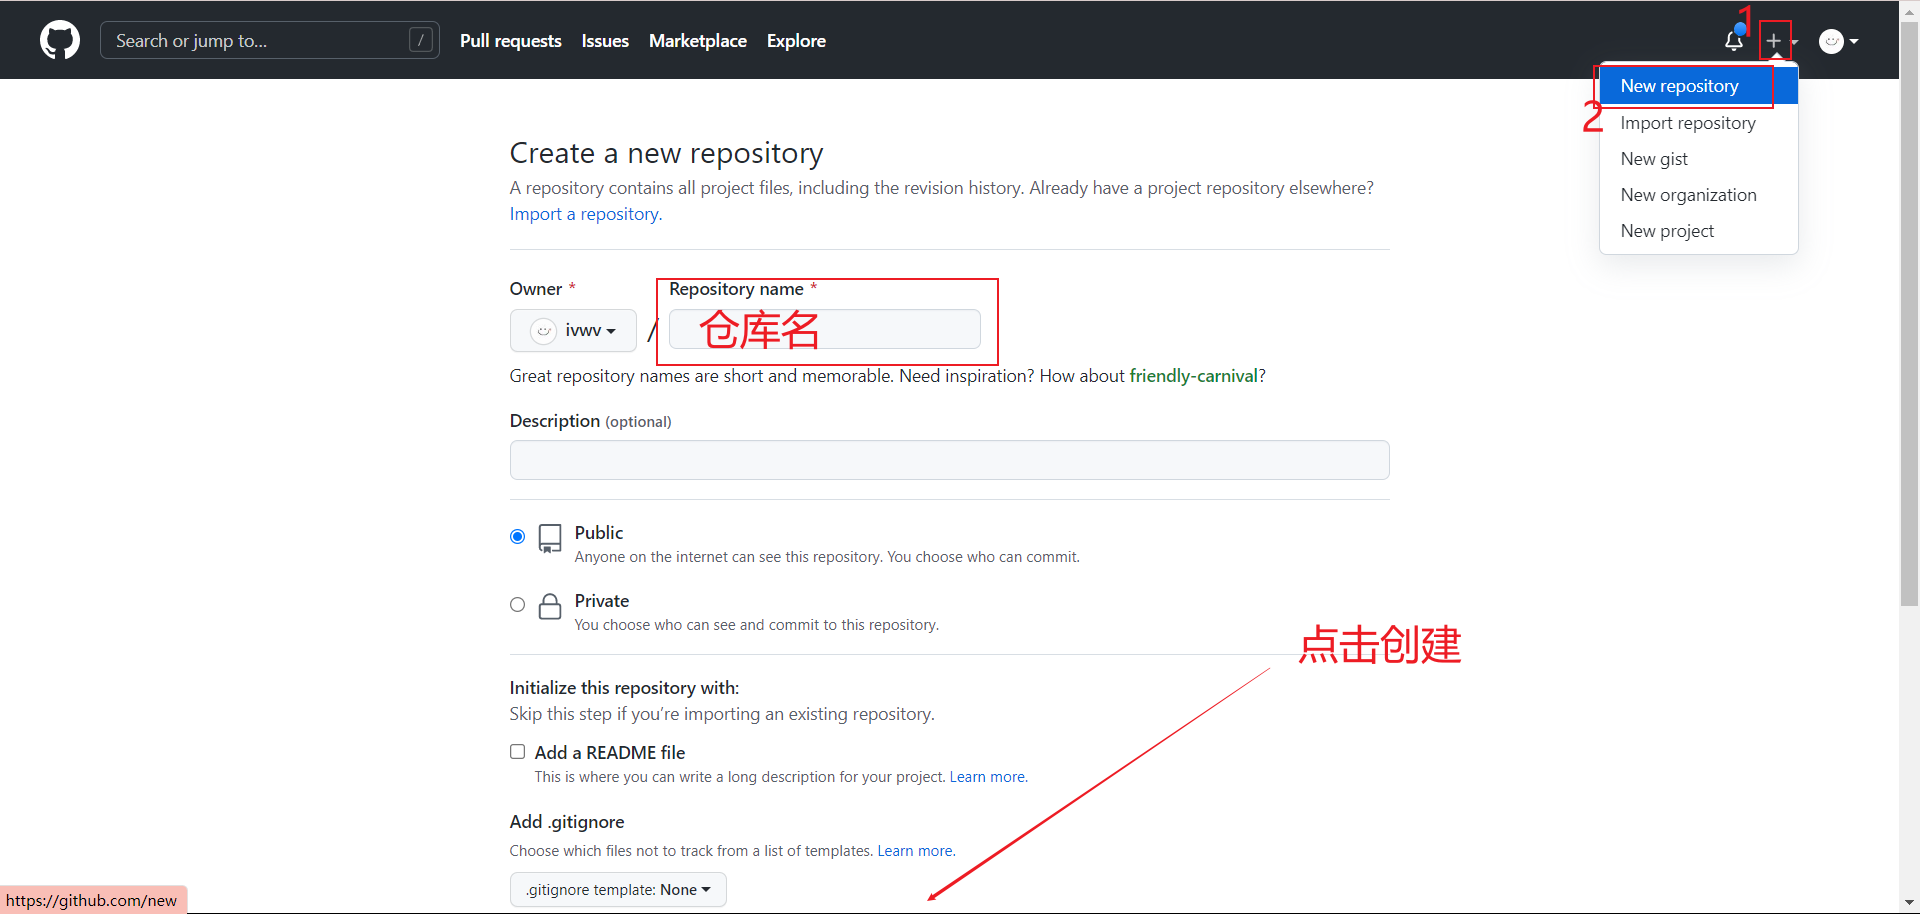 Search or jump to...
/
Pull requests
Issues
Marketplace
Explore
1
2
New repository
Import repository
New gist
New organization
New project
Create a new repository
A repository contains all project files, including the revision history. Already have a project repository elsewhere?
Import a repository.
Owner *
Repository name *
ivwv
/
仓库名
Great repository names are short and memorable. Need inspiration? How about friendly-carnival?
Description (optional)
Public
Anyone on the internet can see this repository. You choose who can commit.
Private
You choose who can see and commit to this repository.
点击创建
Initialize this repository with:
Skip this step if you’re importing an existing repository.
Add a README file
This is where you can write a long description for your project. Learn more.
Add .gitignore
Choose which files not to track from a list of templates. Learn more.
.gitignore template: None
https://github.com/new